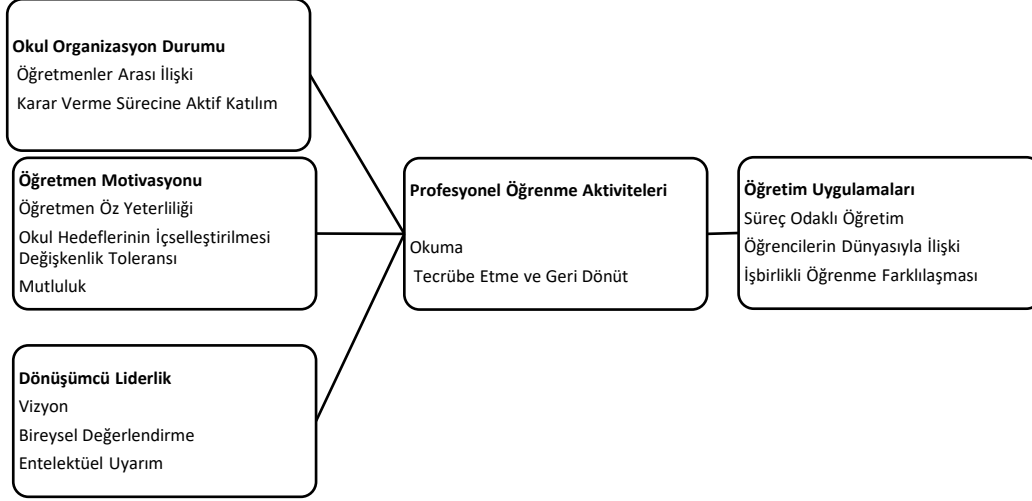 Okul Organizasyon Durumu
Öğretmenler Arası İlişki
Karar Verme Sürecine Aktif Katılım
Öğretmen Motivasyonu
Öğretmen Öz Yeterliliği
Okul Hedeflerinin İçselleştirilmesi
Değişkenlik Toleransı
Mutluluk
Dönüşümcü Liderlik
Vizyon
Bireysel Değerlendirme
Entelektüel Uyarım
Profesyonel Öğrenme Aktiviteleri
Okuma
Tecrübe Etme ve Geri Dönüt
Öğretim Uygulamaları
Süreç Odaklı Öğretim
Öğrencilerin Dünyasıyla İlişki
İşbirlikli Öğrenme Farklılaşması